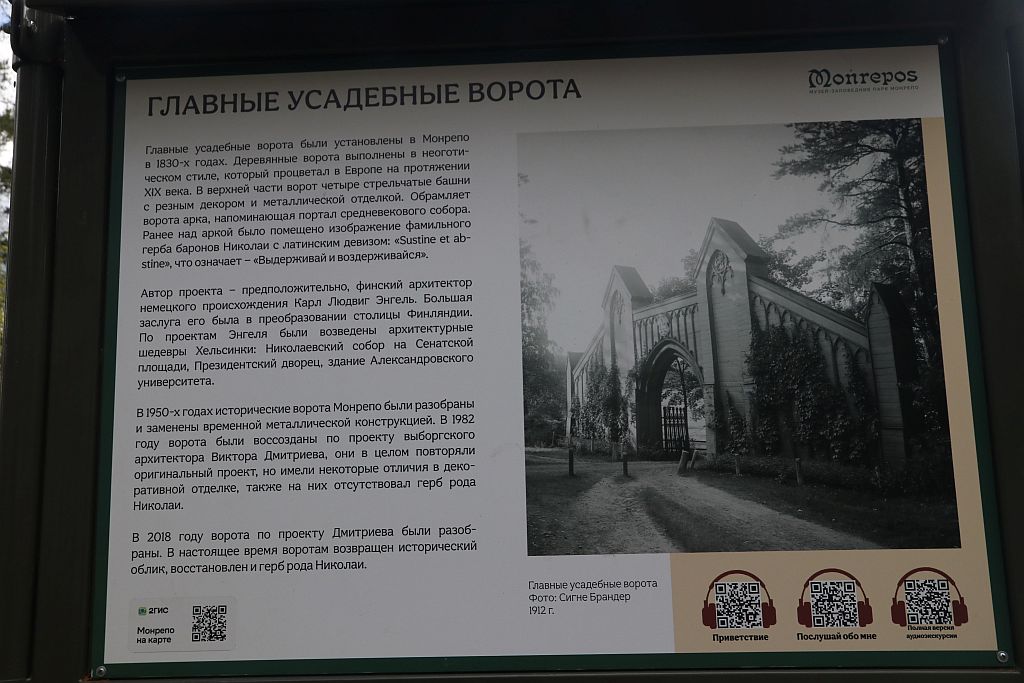 ГЛАВНЫЕ УСАДЕБНЫЕ ВОРОТА
Monrepos
МУЗЕЙ-ЗАПОВЕДНИК ПАРК МОНРЕПО
Главные усадебные ворота были установлены в Монрепо
в 1830-х годах. Деревянные ворота выполнены в неоготи-
ческом стиле, который процветал в Европе на протяжении
XIX века. В верхней части ворот четыре стрельчатые башни
с резным декором и металлической отделкой. Обрамляет
ворота арка, напоминающая портал средневекового собора.
Ранее над аркой было помещено изображение фамильного
герба баронов Николаи с латинским девизом: «Sustine et ab-
stine», что означает – «Выдерживай и воздерживайся».
Автор проекта – предположительно, финский архитектор
немецкого происхождения Карл Людвиг Энгель. Большая
заслуга его была в преобразовании столицы Финляндии.
По проектам Энгеля были возведены архитектурные
шедевры Хельсинки: Николаевский собор на Сенатской
площади, Президентский дворец, здание Александровского
университета.
В 1950-х годах исторические ворота Монрепо были разобраны
и заменены временной металлической конструкцией. В 1982
году ворота были воссозданы по проекту выборгского
архитектора Виктора Дмитриева, они в целом повторяли
оригинальный проект, но имели некоторые отличия в деко-
ративной отделке, также на них отсутствовал герб рода
Николаи.
В 2018 году ворота по проекту Дмитриева были разоб-
раны. В настоящее время воротам возвращен исторический
облик, восстановлен и герб рода Николаи.
2ГИС
Монрепо
на карте
Главные усадебные ворота
Фото: Сигне Брандер
1912 г.
Приветствие
Послушай обо мне
Полная версия
аудиоэкскурсии